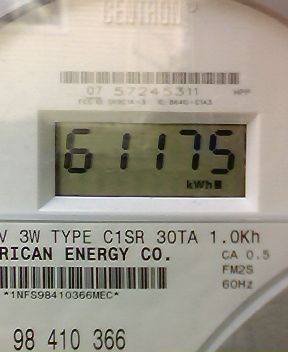 CENTRON
07 57245311 HPP
61175
kWh
V 3W TYPE C1SR 30TA 1.0Kh
RICAN ENERGY CO. CA 0.5
FM2S
60Hz
*1NFS98410366MEC*
98 410 366